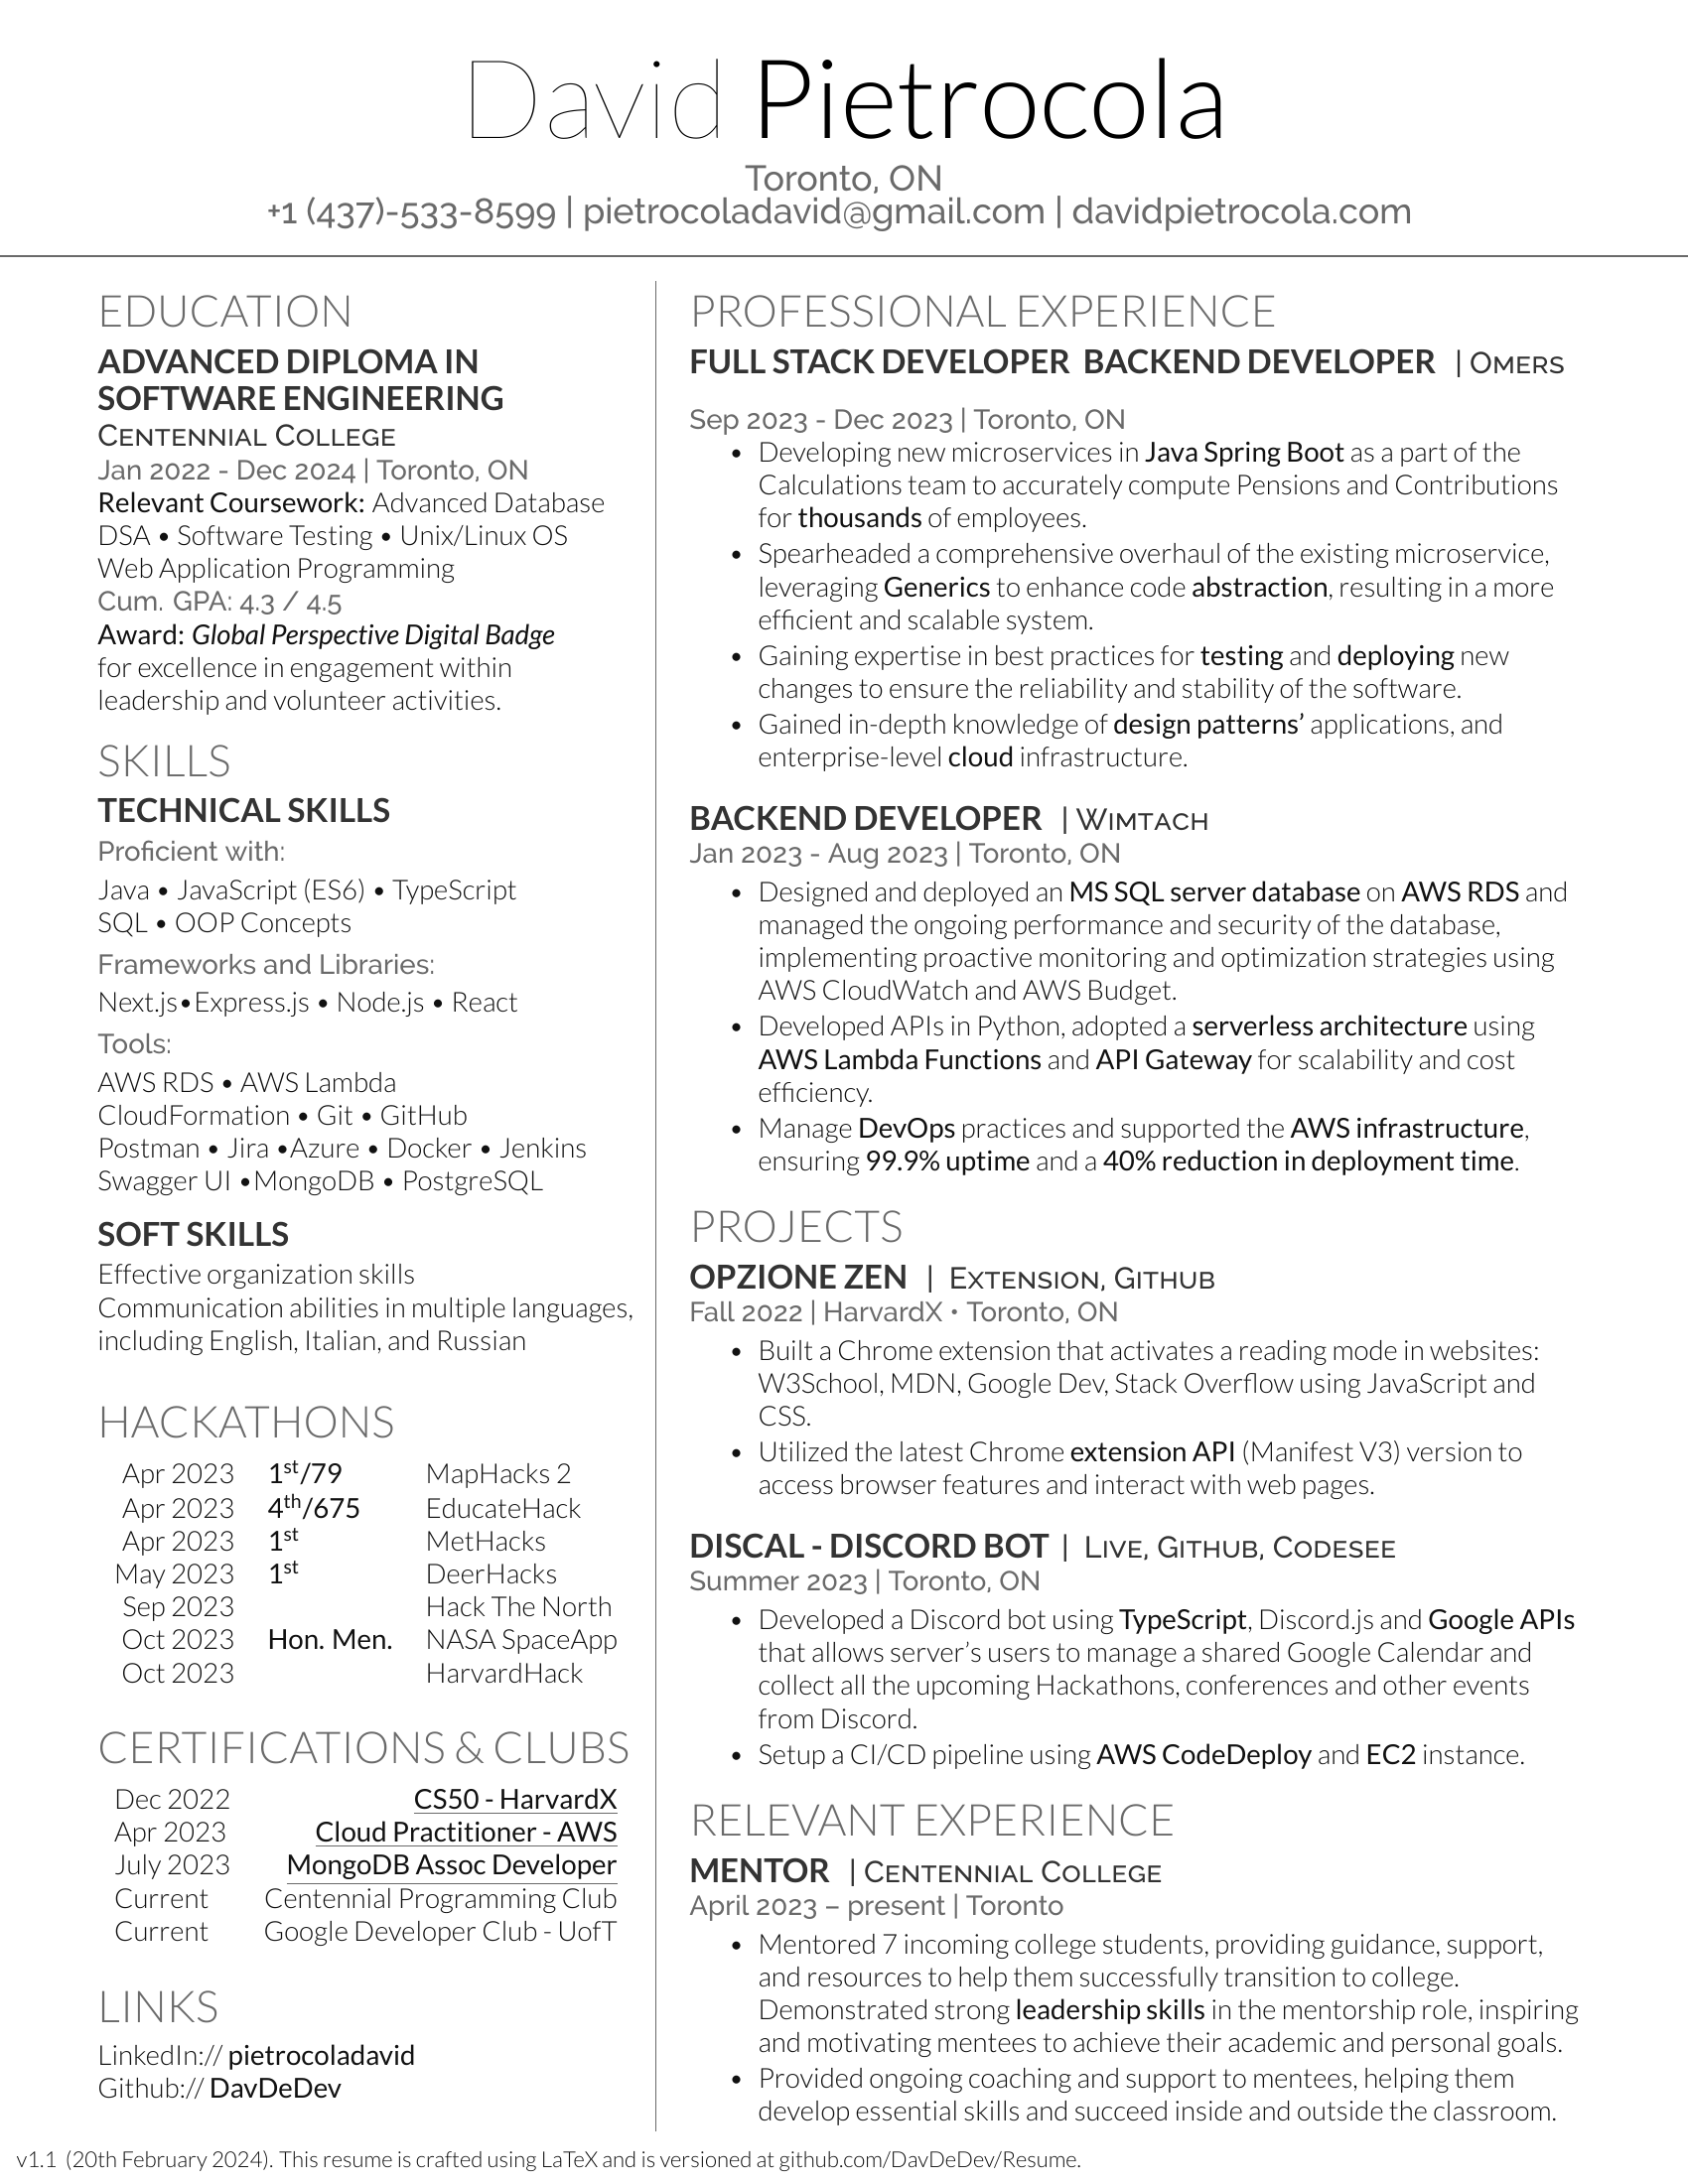 David Pietrocola
Toronto, ON
+1 (437)-533-8599 | pietrocoladavid@gmail.com | davidpietrocola.com
EDUCATION
ADVANCED DIPLOMA IN
SOFTWARE ENGINEERING
CENTENNIAL COLLEGE
Jan 2022 - Dec 2024 | Toronto, ON
Relevant Coursework: Advanced Database
DSA • Software Testing • Unix/Linux OS
Web Application Programming
Cum. GPA: 4.3 / 4.5
Award: Global Perspective Digital Badge
for excellence in engagement within
leadership and volunteer activities.
SKILLS
TECHNICAL SKILLS
Proficient with:
Java • JavaScript (ES6) • TypeScript
SQL • OOP Concepts
Frameworks and Libraries:
Next.js•Express.js • Node.js • React
Tools:
AWS RDS • AWS Lambda
CloudFormation • Git • GitHub
Postman • Jira •Azure • Docker • Jenkins
Swagger UI •MongoDB • PostgreSQL
SOFT SKILLS
Effective organization skills
Communication abilities in multiple languages,
including English, Italian, and Russian
HACKATHONS
Apr 2023 1st/79 MapHacks 2
Apr 2023 4th/675 EducateHack
Apr 2023 1st MetHacks
May 2023 1st DeerHacks
Sep 2023 Hack The North
Oct 2023 Hon. Men. NASA SpaceApp
Oct 2023 HarvardHack
CERTIFICATIONS & CLUBS
Dec 2022 CS50 - HarvardX
Apr 2023 Cloud Practitioner - AWS
July 2023 MongoDB Assoc Developer
Current Centennial Programming Club
Current Google Developer Club - UofT
LINKS
LinkedIn:// pietrocoladavid
Github:// DavDeDev
PROFESSIONAL EXPERIENCE
FULL STACK DEVELOPER BACKEND DEVELOPER | OMERS
Sep 2023 - Dec 2023 | Toronto, ON
• Developing new microservices in Java Spring Boot as a part of the
Calculations team to accurately compute Pensions and Contributions
for thousands of employees.
• Spearheaded a comprehensive overhaul of the existing microservice,
leveraging Generics to enhance code abstraction, resulting in a more
efficient and scalable system.
• Gaining expertise in best practices for testing and deploying new
changes to ensure the reliability and stability of the software.
• Gained in-depth knowledge of design patterns’ applications, and
enterprise-level cloud infrastructure.
BACKEND DEVELOPER | WIMTACH
Jan 2023 - Aug 2023 | Toronto, ON
• Designed and deployed an MS SQL server database on AWS RDS and
managed the ongoing performance and security of the database,
implementing proactive monitoring and optimization strategies using
AWS CloudWatch and AWS Budget.
• Developed APIs in Python, adopted a serverless architecture using
AWS Lambda Functions and API Gateway for scalability and cost
efficiency.
• Manage DevOps practices and supported the AWS infrastructure,
ensuring 99.9% uptime and a 40% reduction in deployment time.
PROJECTS
OPZIONE ZEN | EXTENSION, GITHUB
Fall 2022 | HarvardX • Toronto, ON
• Built a Chrome extension that activates a reading mode in websites:
W3School, MDN, Google Dev, Stack Overflow using JavaScript and
CSS.
• Utilized the latest Chrome extension API (Manifest V3) version to
access browser features and interact with web pages.
DISCAL - DISCORD BOT | LIVE, GITHUB, CODESEE
Summer 2023 | Toronto, ON
• Developed a Discord bot using TypeScript, Discord.js and Google APIs
that allows server’s users to manage a shared Google Calendar and
collect all the upcoming Hackathons, conferences and other events
from Discord.
• Setup a CI/CD pipeline using AWS CodeDeploy and EC2 instance.
RELEVANT EXPERIENCE
MENTOR | CENTENNIAL COLLEGE
April 2023 – present | Toronto
• Mentored 7 incoming college students, providing guidance, support,
and resources to help them successfully transition to college.
Demonstrated strong leadership skills in the mentorship role, inspiring
and motivating mentees to achieve their academic and personal goals.
• Provided ongoing coaching and support to mentees, helping them
develop essential skills and succeed inside and outside the classroom.
v1.1 (20th February 2024). This resume is crafted using LaTeX and is versioned at github.com/DavDeDev/Resume.